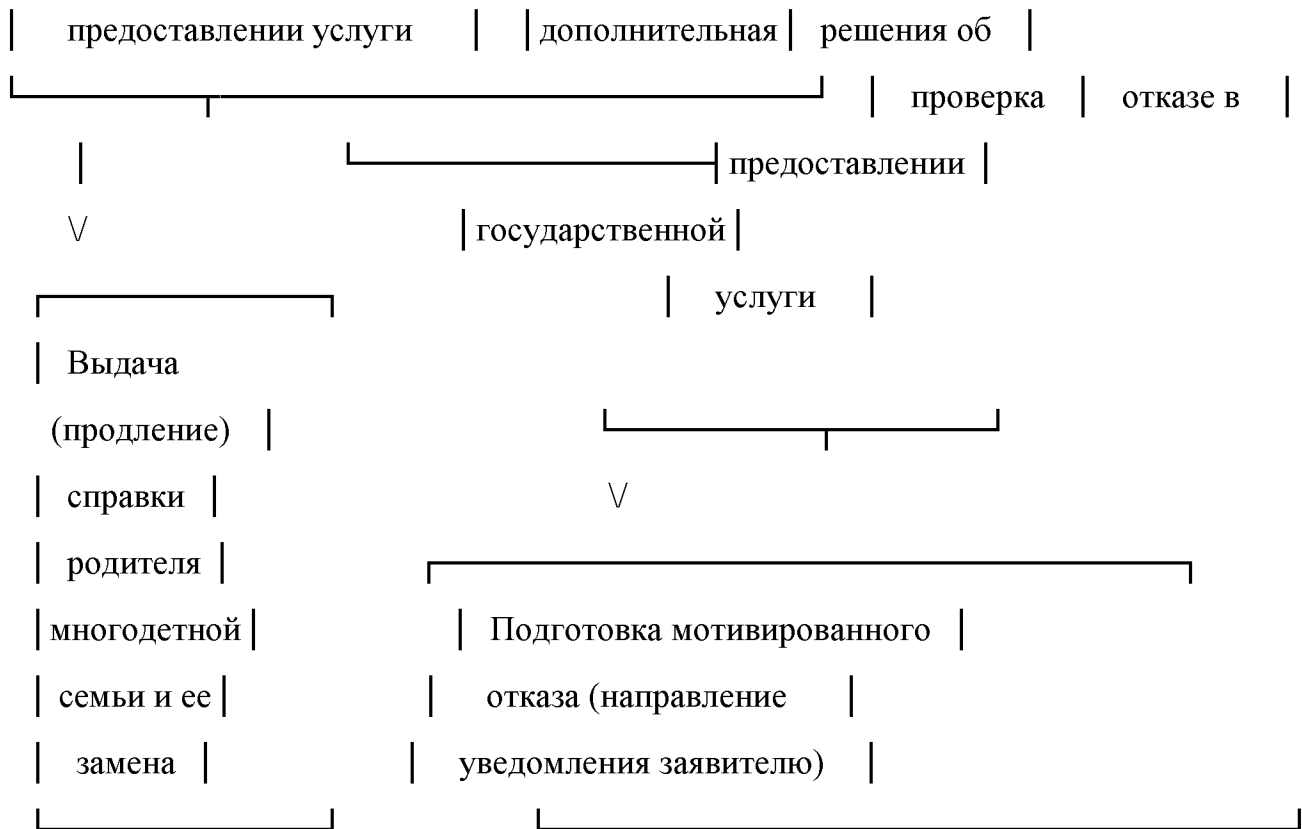 предоставлении услуги дополнительная решения об
проверка отказе в
предоставлении
\/ государственной
услуги
Выдача
(продление)
справки \/
родителя
многодетной Подготовка мотивированного
семьи и ее отказа (направление
замена уведомления заявителю)